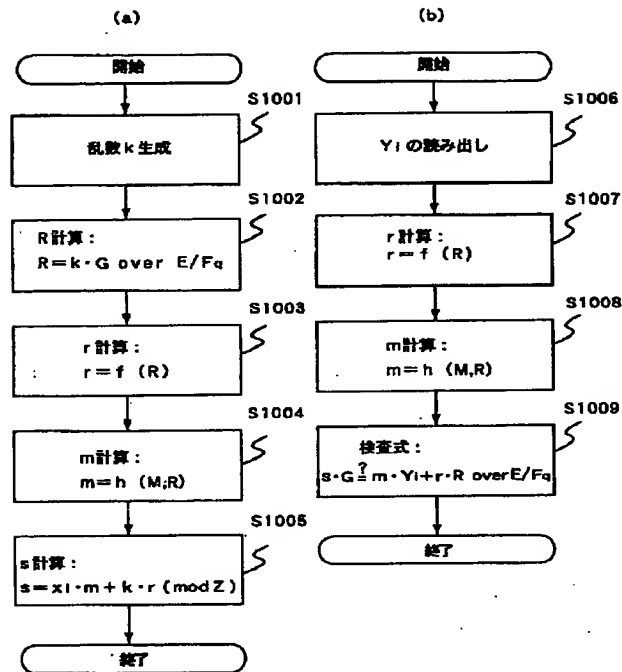 (a)
開始
S1001
乱数k生成
S1002
R計算：
R＝k・G over E/Fq
S1003
r計算：
r＝f (R)
S1004
m計算：
m＝h (M;R)
S1005
s計算：
s＝xi・m＋k・r (mod Z)
終了
(b)
開始
S1006
Yiの読み出し
S1007
r計算：
r＝f (R)
S1008
m計算：
m＝h (M,R)
S1009
検査式：
s・G≟m・Yi+r・R overE/Fq
終了